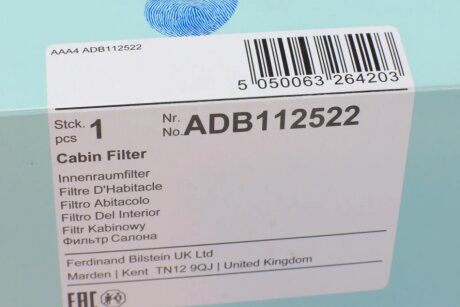 AAA4 ADB112522
5 050063 264203
Stck. 1 Nr. ADB112522
pcs No.
Cabin Filter
Innenraumfilter
Filtre D'Habitacle
Filtro Abitacolo
Filtro Del Interior
Filtr Kabinowy
Фильтр Салона
Ferdinand Bilstein UK Ltd
Marden | Kent TN12 9QJ | United Kingdom
EAC